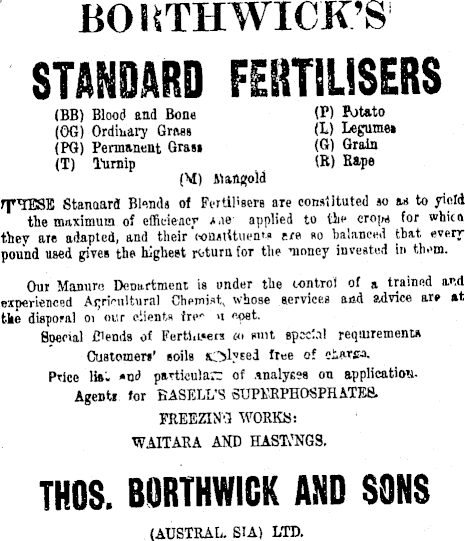 BORTHWICK'S
STANDARD FERTILISERS
(BB) Blood and Bone
(OG) Ordinary Grass
(PG) Permanent Grass
(T) Turnip
(P) Potato
(L) Legumes
(G) Grain
(R) Rape
(M) Mangold
THESE Standard Blends of Fertilisers are constituted so as to yield
the maximum of efficiency when applied to the crops for which
they are adapted, and their constituents are so balanced that every
pound used gives the highest return for the money invested in them.
Our Manure Department is under the control of a trained and
experienced Agricultural Chemist, whose services and advice are at
the disposal of our clients free of cost.
Special Blends of Fertilisers to suit special requirements
Customers' soils analysed free of charge.
Price list and particulars of analyses on application.
Agents for HASELL'S SUPERPHOSPHATES.
FREEZING WORKS:
WAITARA AND HASTINGS.
THOS. BORTHWICK AND SONS
(AUSTRALASIA) LTD.